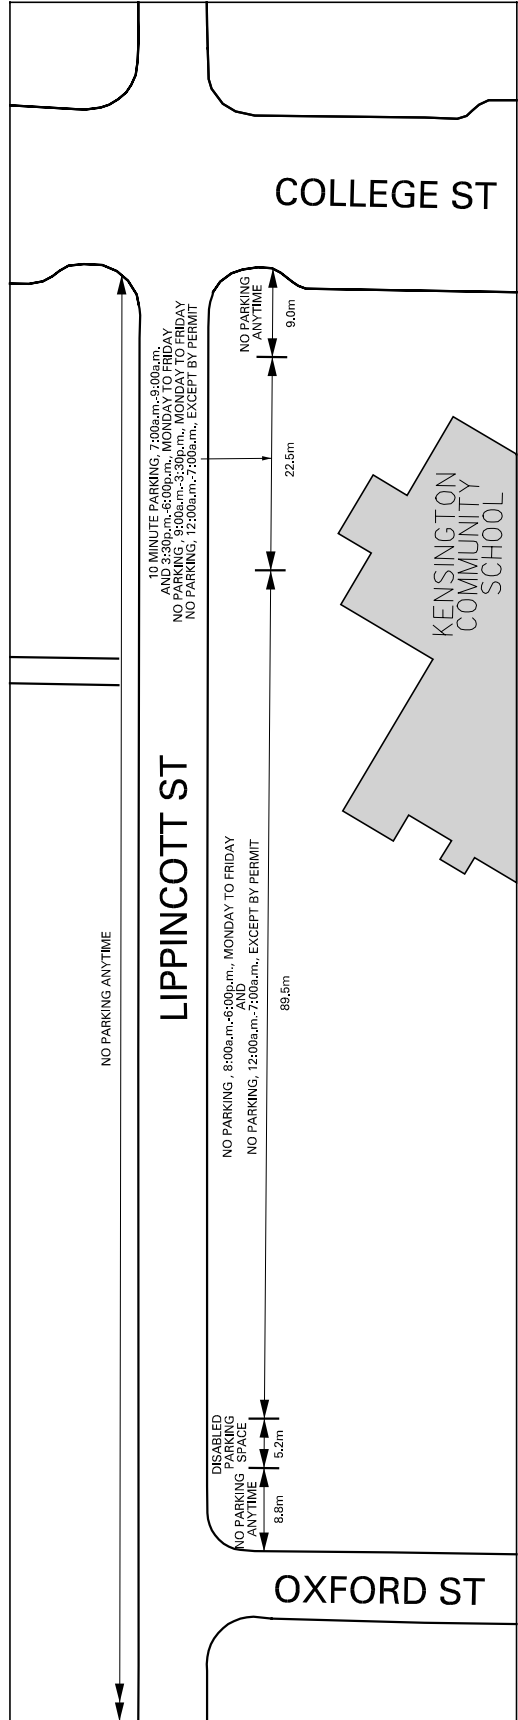 COLLEGE ST
NO PARKING
ANYTIME
9.0m
10 MINUTE PARKING, 7:00a.m.-9:00a.m.
AND 3:30p.m.-6:00p.m., MONDAY TO FRIDAY
NO PARKING , 9:00a.m.-3:30p.m., MONDAY TO FRIDAY
NO PARKING, 12:00a.m.-7:00a.m., EXCEPT BY PERMIT
22.5m
KENSINGTON
COMMUNITY
SCHOOL
LIPPINCOTT ST
NO PARKING ANYTIME
NO PARKING , 8:00a.m.-6:00p.m., MONDAY TO FRIDAY
AND
NO PARKING, 12:00a.m.-7:00a.m., EXCEPT BY PERMIT
89.5m
DISABLED
PARKING
SPACE
5.2m
NO PARKING
ANYTIME
8.8m
OXFORD ST